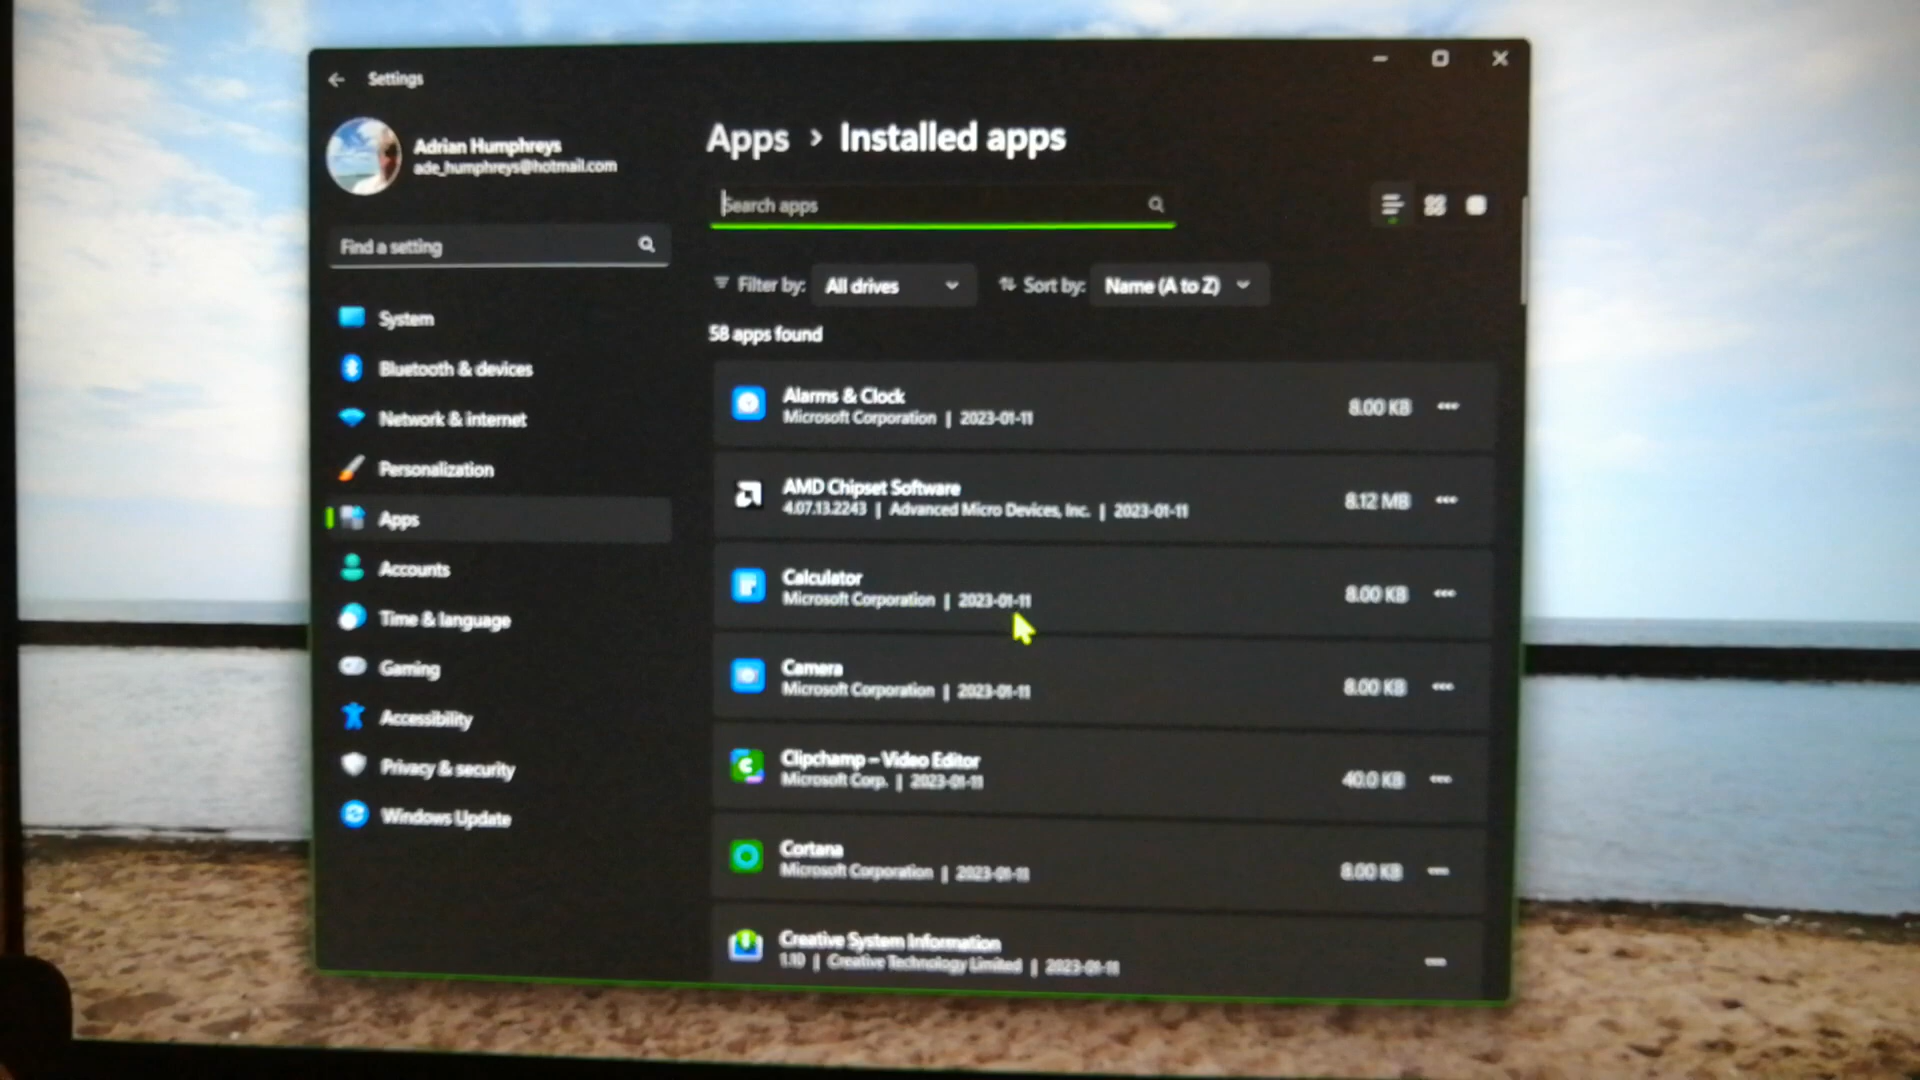 Settings
Adrian Humphreys
ade_humphreys@hotmail.com
Find a setting
System
Bluetooth & devices
Network & internet
Personalization
Apps
Accounts
Time & language
Gaming
Accessibility
Privacy & security
Windows Update
Apps > Installed apps
Search apps
Filter by: All drives Sort by: Name (A to Z)
58 apps found
Alarms & Clock
Microsoft Corporation | 2023-01-11
8.00 KB
AMD Chipset Software
4.07.13.2243 | Advanced Micro Devices, Inc. | 2023-01-11
8.12 MB
Calculator
Microsoft Corporation | 2023-01-11
8.00 KB
Camera
Microsoft Corporation | 2023-01-11
8.00 KB
Clipchamp – Video Editor
Microsoft Corp. | 2023-01-11
40.0 KB
Cortana
Microsoft Corporation | 2023-01-11
8.00 KB
Creative System Information
1.10 | Creative Technology Limited | 2023-01-11